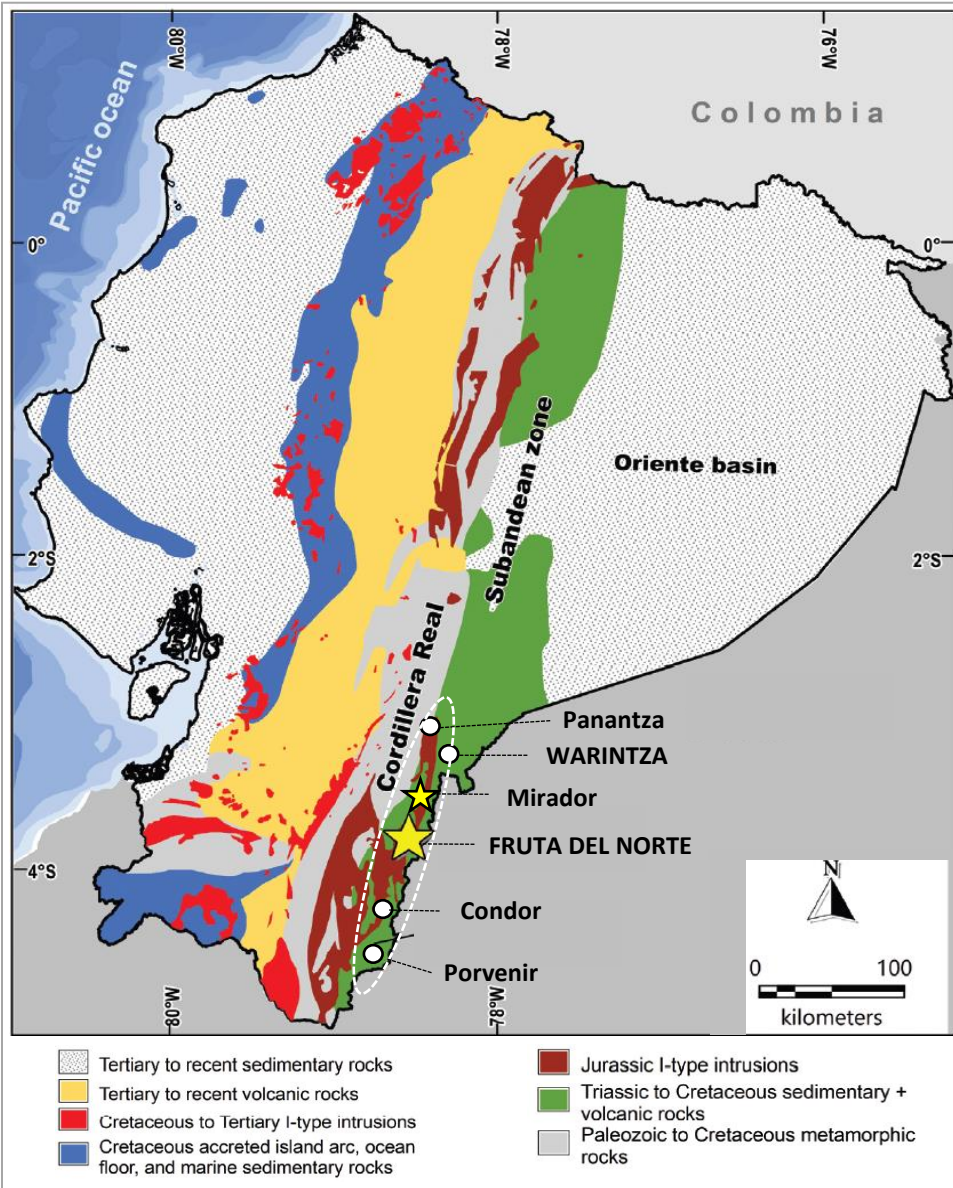 80°W
78°W
76°W
Colombia
Pacific ocean
0°
0°
Subandean zone
Oriente basin
2°S
2°S
Cordillera Real
Panantza
WARINTZA
Mirador
FRUTA DEL NORTE
4°S
Condor
Porvenir
N
0 100
kilometers
80°W
78°W
Tertiary to recent sedimentary rocks
Tertiary to recent volcanic rocks
Cretaceous to Tertiary I-type intrusions
Cretaceous accreted island arc, ocean
floor, and marine sedimentary rocks
Jurassic I-type intrusions
Triassic to Cretaceous sedimentary +
volcanic rocks
Paleozoic to Cretaceous metamorphic
rocks